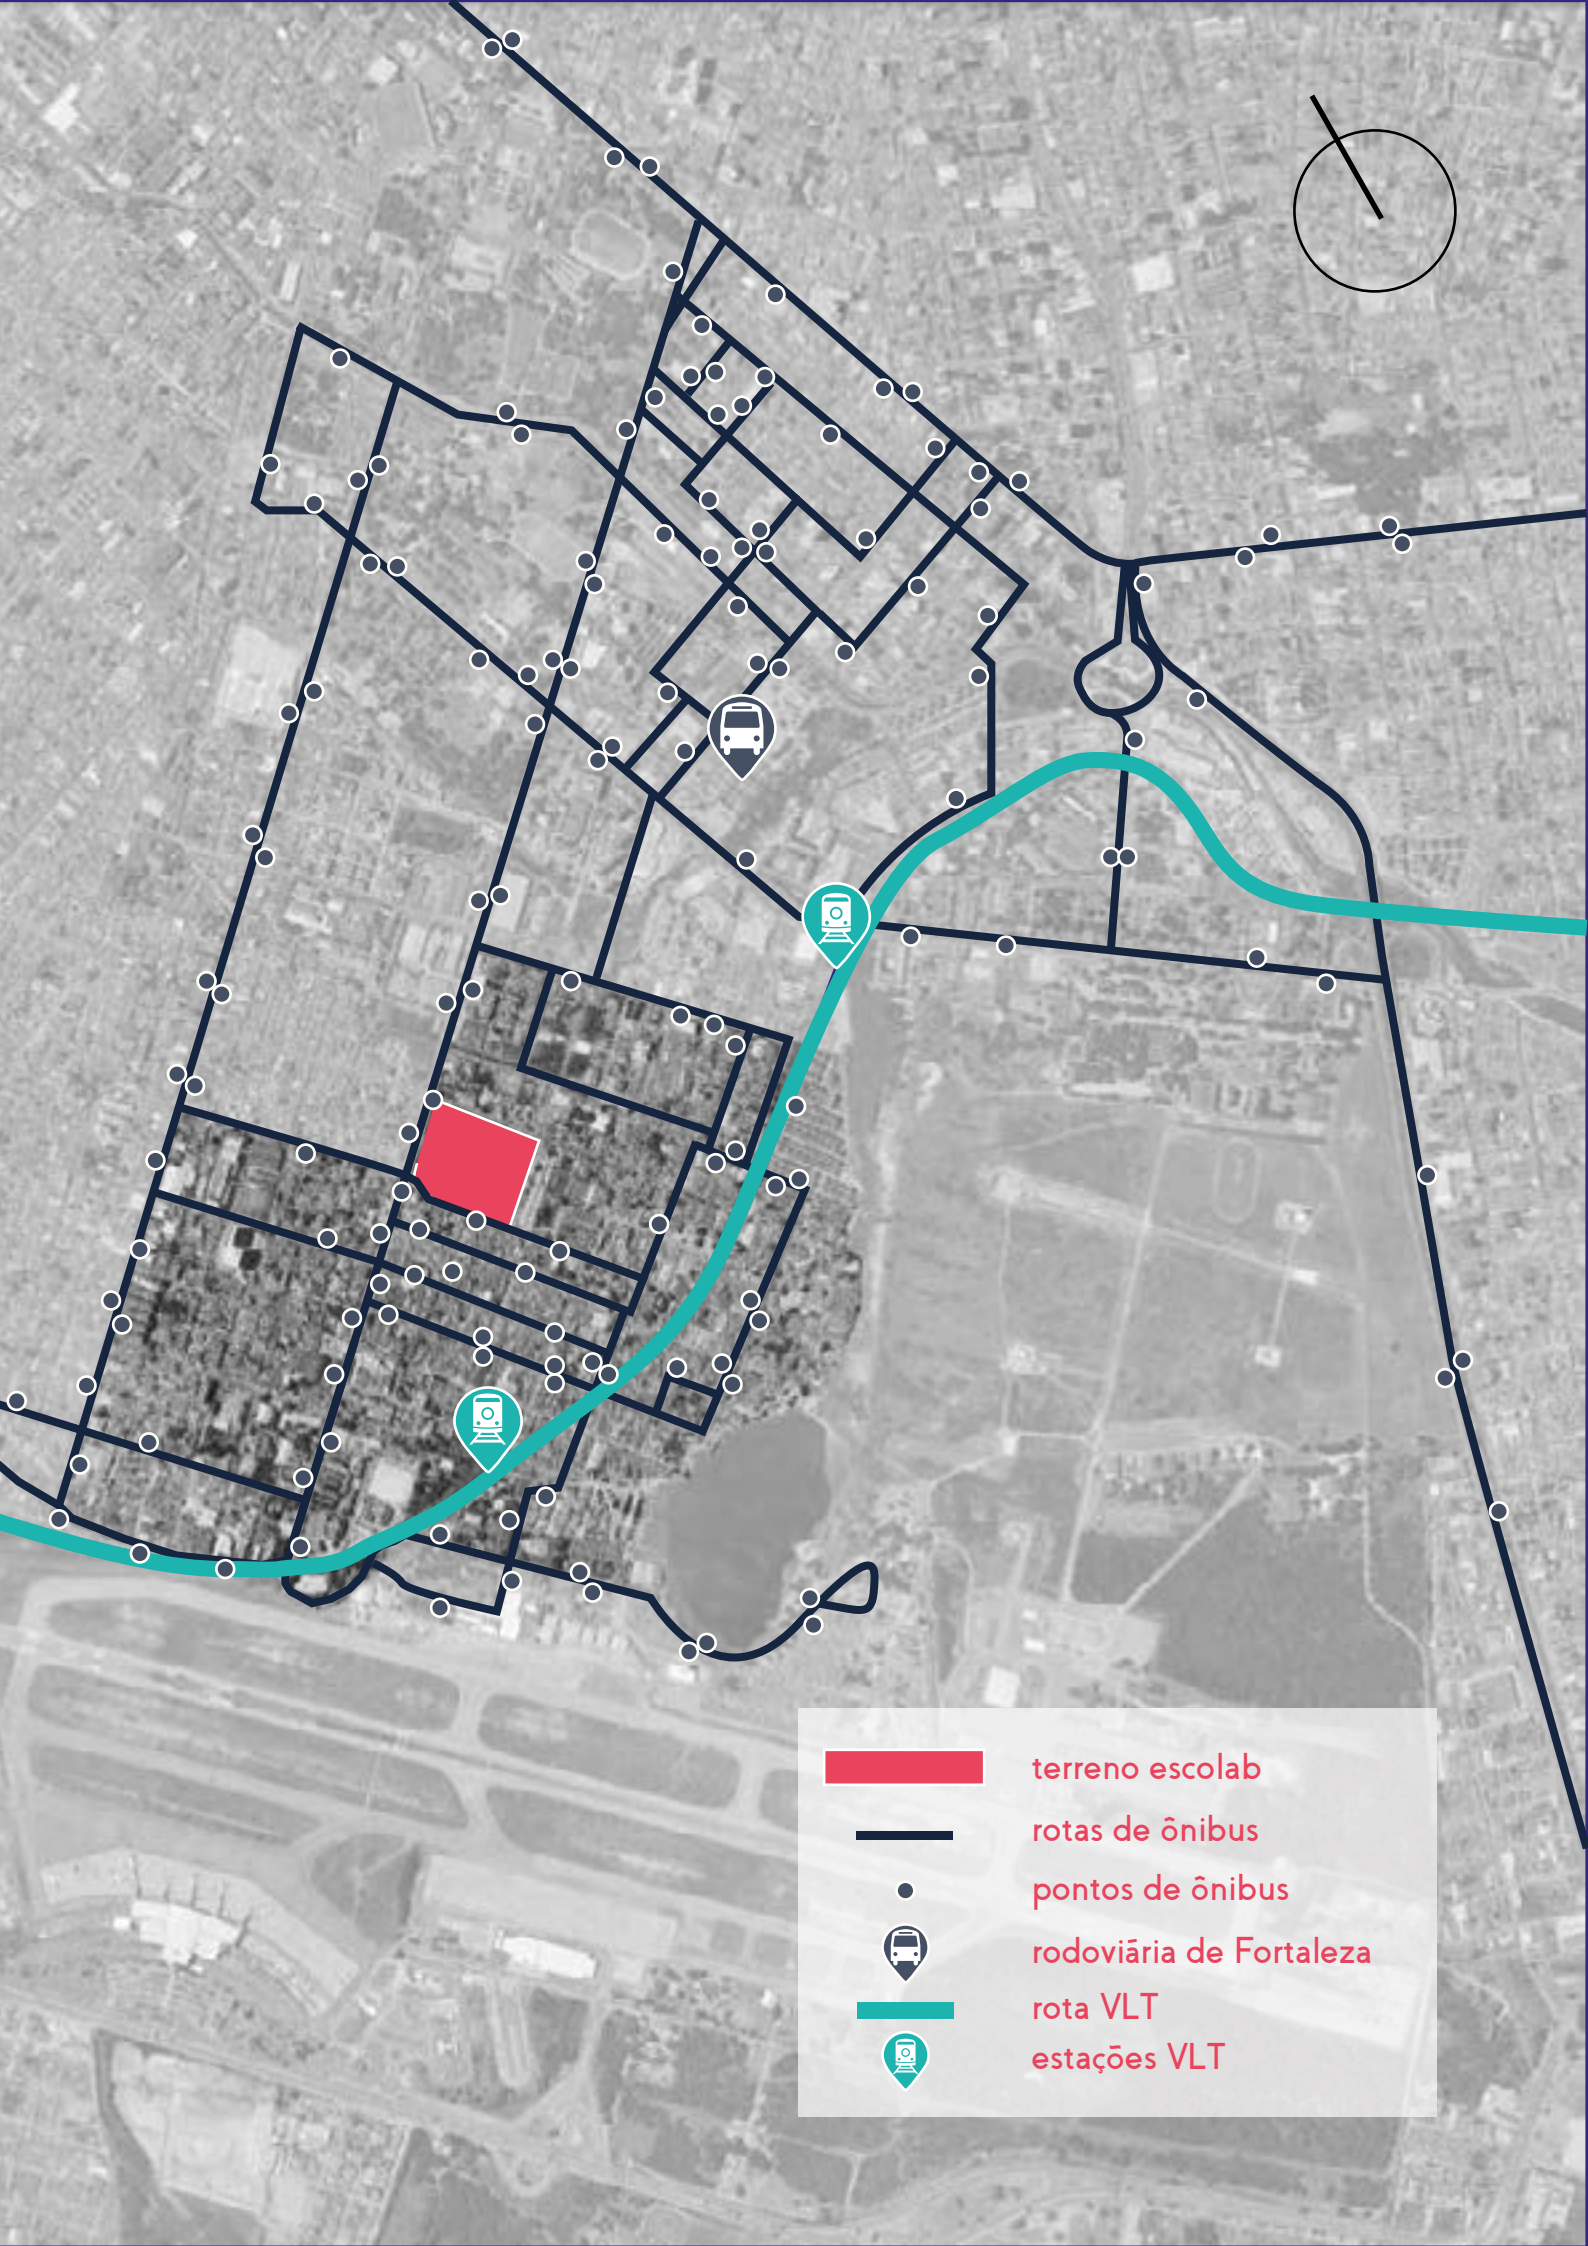 terreno escolab
rotas de ônibus
pontos de ônibus
rodoviária de Fortaleza
rota VLT
estações VLT